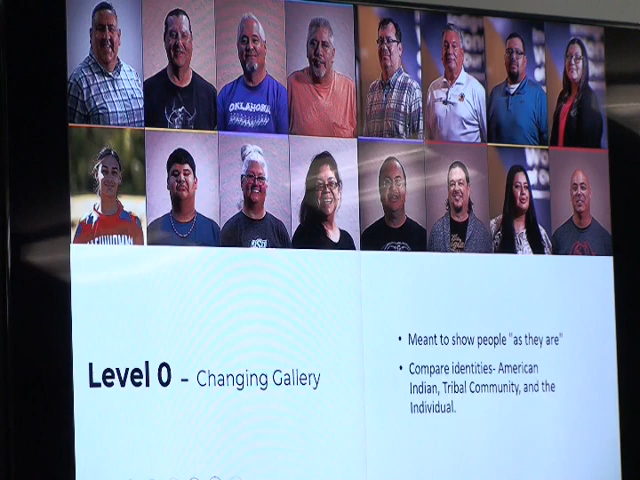 OKLAHOMA
Level 0 – Changing Gallery
• Meant to show people "as they are"
• Compare identities- American
Indian, Tribal Community, and the
Individual.